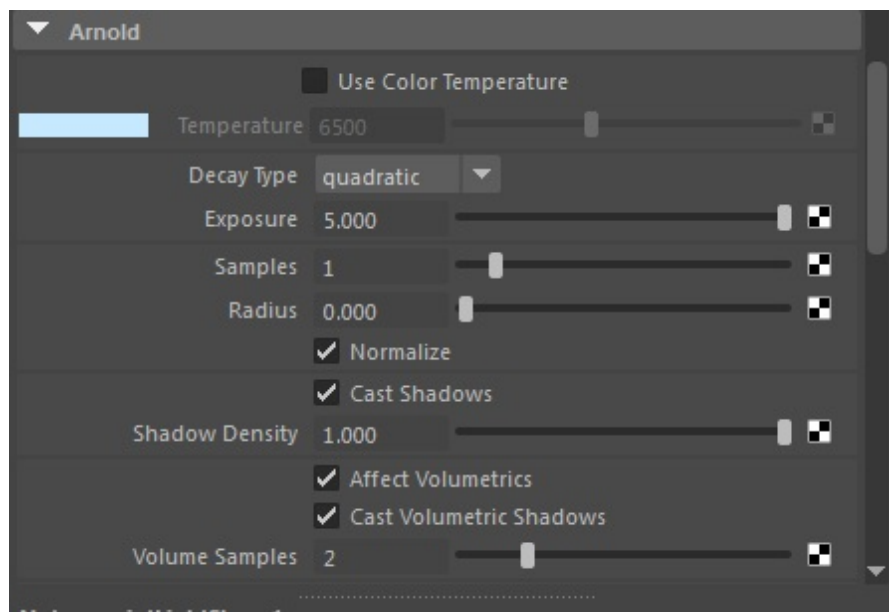 Arnold
Use Color Temperature
Temperature 6500
Decay Type quadratic
Exposure 5.000
Samples 1
Radius 0.000
Normalize
Cast Shadows
Shadow Density 1.000
Affect Volumetrics
Cast Volumetric Shadows
Volume Samples 2